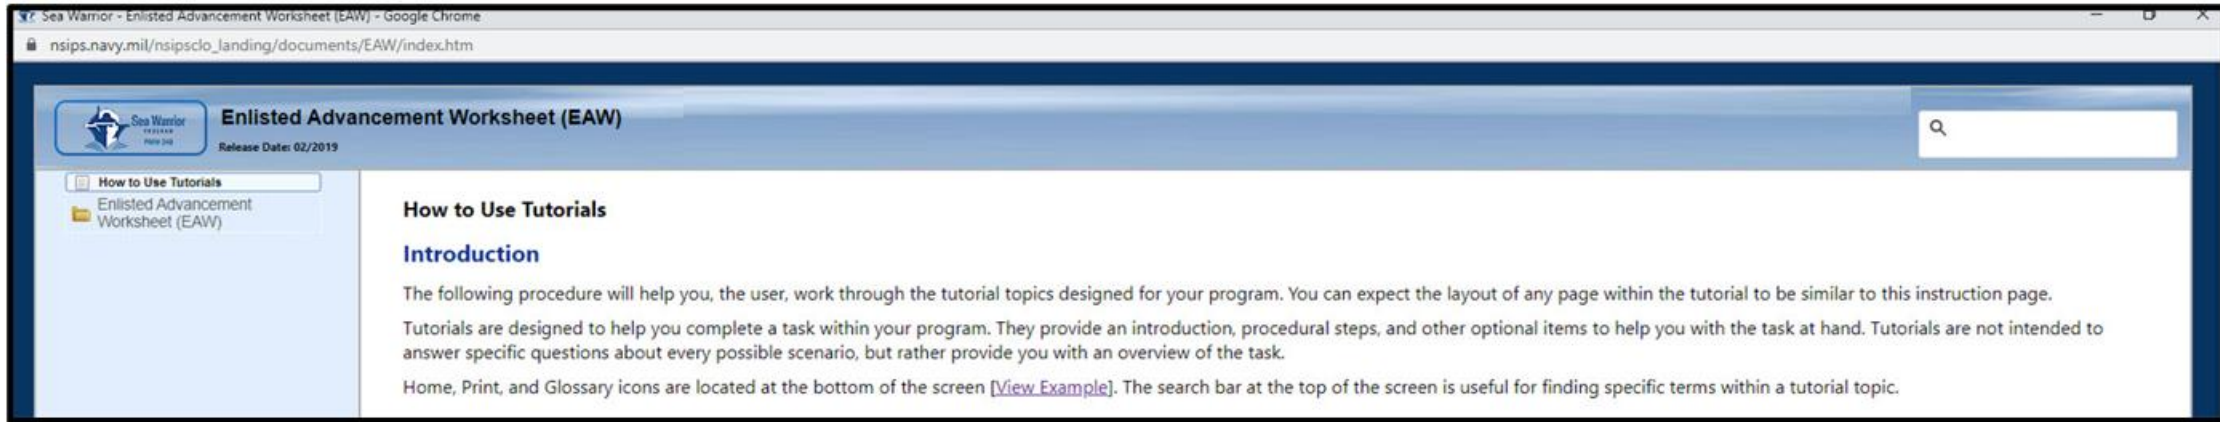 Sea Warrior - Enlisted Advancement Worksheet (EAW) - Google Chrome
nsips.navy.mil/nsipsclo_landing/documents/EAW/index.htm
Sea Warrior
PROGRAM
PMW 240
Enlisted Advancement Worksheet (EAW)
Release Date: 02/2019
How to Use Tutorials
Enlisted Advancement
Worksheet (EAW)
How to Use Tutorials
Introduction
The following procedure will help you, the user, work through the tutorial topics designed for your program. You can expect the layout of any page within the tutorial to be similar to this instruction page.
Tutorials are designed to help you complete a task within your program. They provide an introduction, procedural steps, and other optional items to help you with the task at hand. Tutorials are not intended to
answer specific questions about every possible scenario, but rather provide you with an overview of the task.
Home, Print, and Glossary icons are located at the bottom of the screen [View Example]. The search bar at the top of the screen is useful for finding specific terms within a tutorial topic.